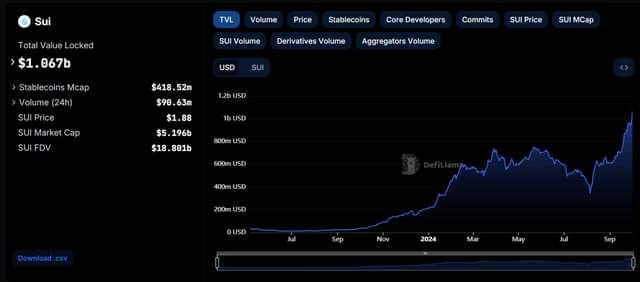 Sui
Total Value Locked
$1.067b
Stablecoins Mcap $418.52m
Volume (24h) $90.63m
SUI Price $1.88
SUI Market Cap $5.196b
SUI FDV $18.801b
Download .csv
TVL Volume Price Stablecoins Core Developers Commits SUI Price SUI MCap
SUI Volume Derivatives Volume Aggregators Volume
USD SUI
1.2b USD
1b USD
800m USD
600m USD
400m USD
200m USD
0 USD
DefiLlama
Jul Sep Nov 2024 Mar May Jul Sep